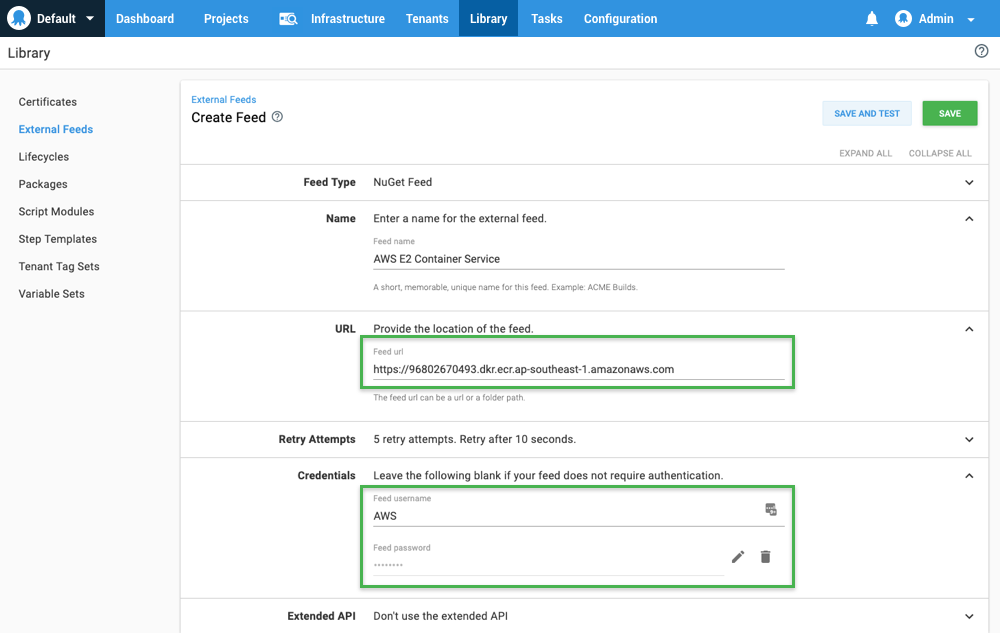 Default Dashboard Projects Infrastructure Tenants Library Tasks Configuration Admin
Library
Certificates
External Feeds
Lifecycles
Packages
Script Modules
Step Templates
Tenant Tag Sets
Variable Sets
External Feeds
Create Feed
SAVE AND TEST SAVE
EXPAND ALL COLLAPSE ALL
Feed Type NuGet Feed
Name Enter a name for the external feed.
Feed name
AWS E2 Container Service
A short, memorable, unique name for this feed. Example: ACME Builds.
URL Provide the location of the feed.
Feed url
https://96802670493.dkr.ecr.ap-southeast-1.amazonaws.com
The feed url can be a url or a folder path.
Retry Attempts 5 retry attempts. Retry after 10 seconds.
Credentials Leave the following blank if your feed does not require authentication.
Feed username
AWS
Feed password
********
Extended API Don't use the extended API